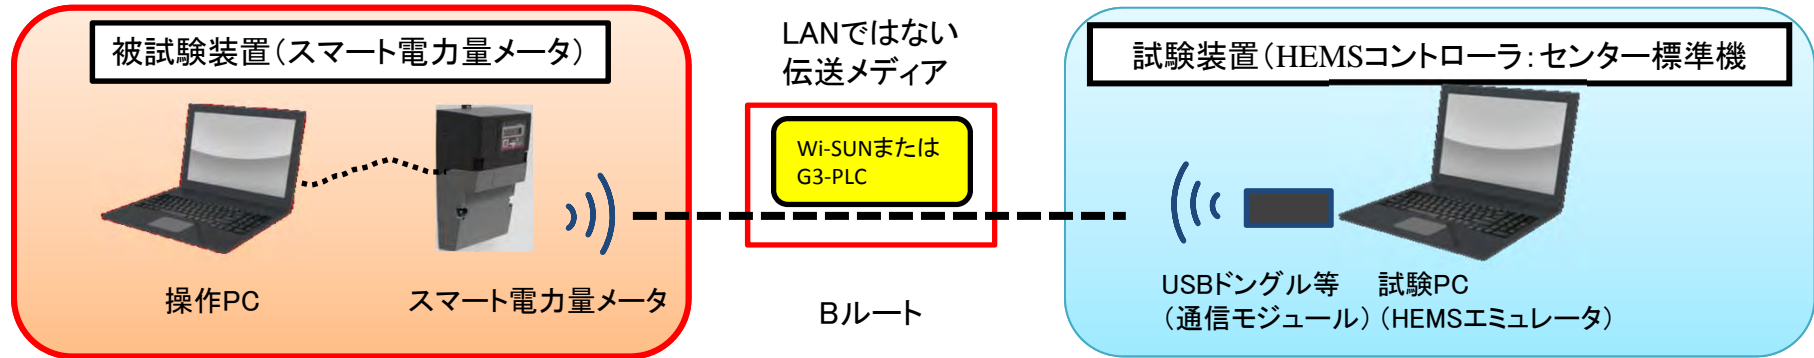 被試験装置（スマート電力量メータ）
操作PC
スマート電力量メータ
LANではない
伝送メディア
Wi-SUNまたは
G3-PLC
Bルート
試験装置（HEMSコントローラ：センター標準機
USBドングル等
（通信モジュール）
試験PC
（HEMSエミュレータ）